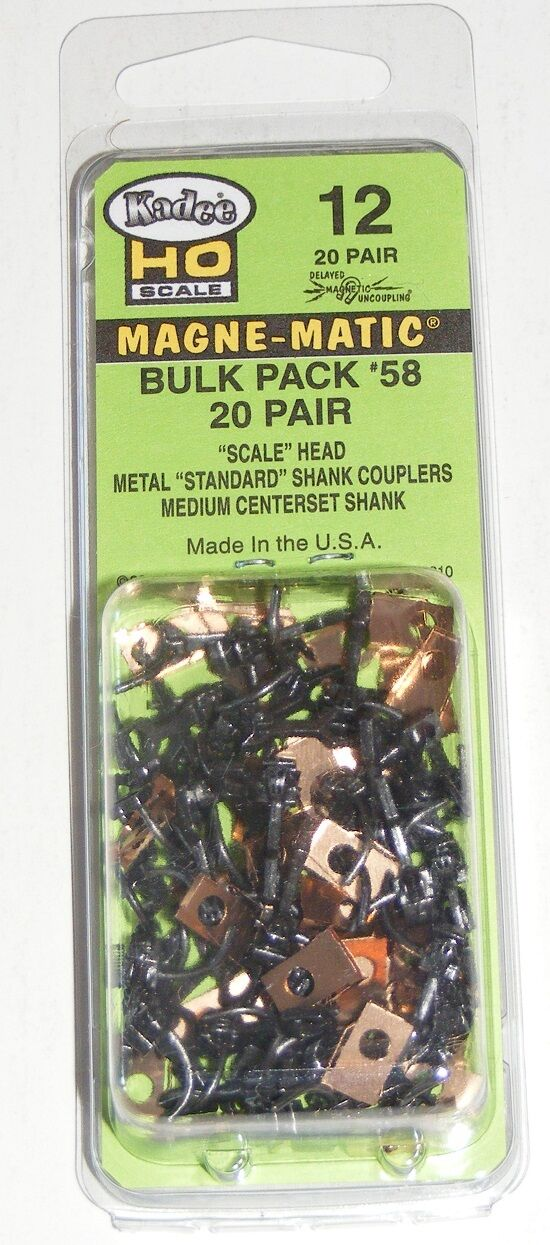 Kadee®
HO
SCALE
12
20 PAIR
DELAYED
MAGNETIC
UNCOUPLING®
MAGNE-MATIC®
BULK PACK #58
20 PAIR
"SCALE" HEAD
METAL "STANDARD" SHANK COUPLERS
MEDIUM CENTERSET SHANK
Made In the U.S.A.